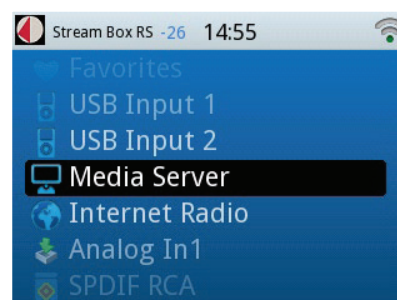 Stream Box RS -26 14:55
Favorites
USB Input 1
USB Input 2
Media Server
Internet Radio
Analog In1
SPDIF RCA